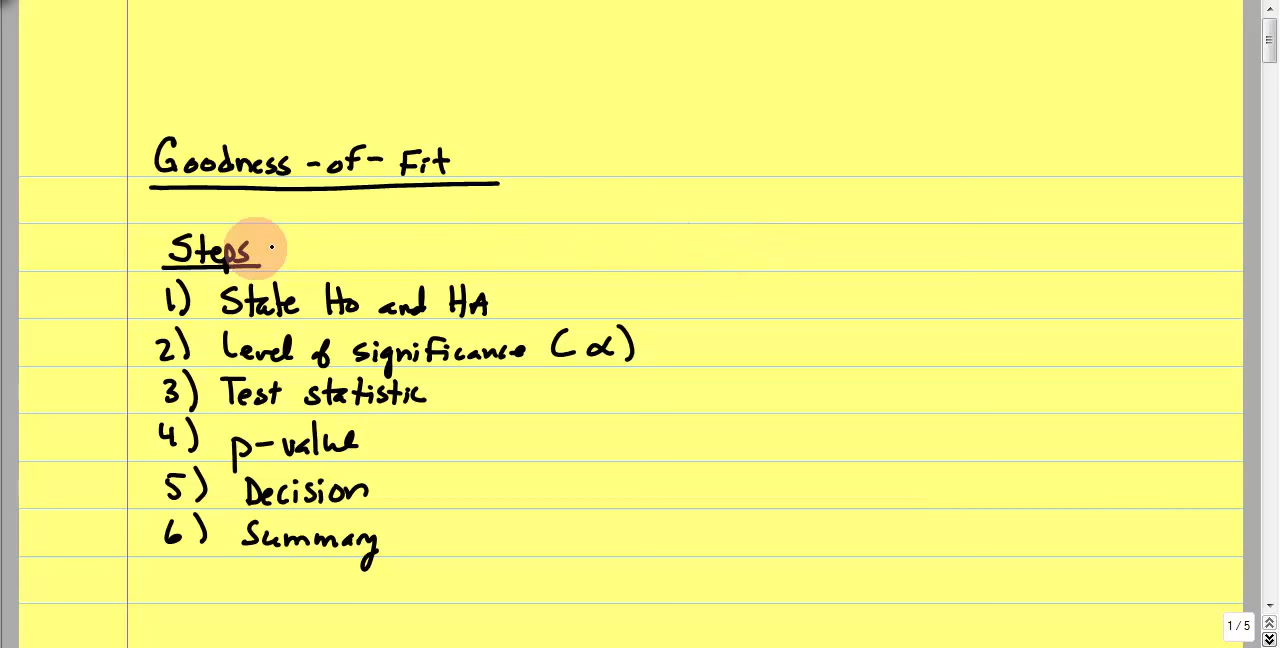 Goodness-of-Fit
Steps
1) State Ho and HA
2) Level of significance (α)
3) Test statistic
4) p-value
5) Decision
6) Summary
1/5